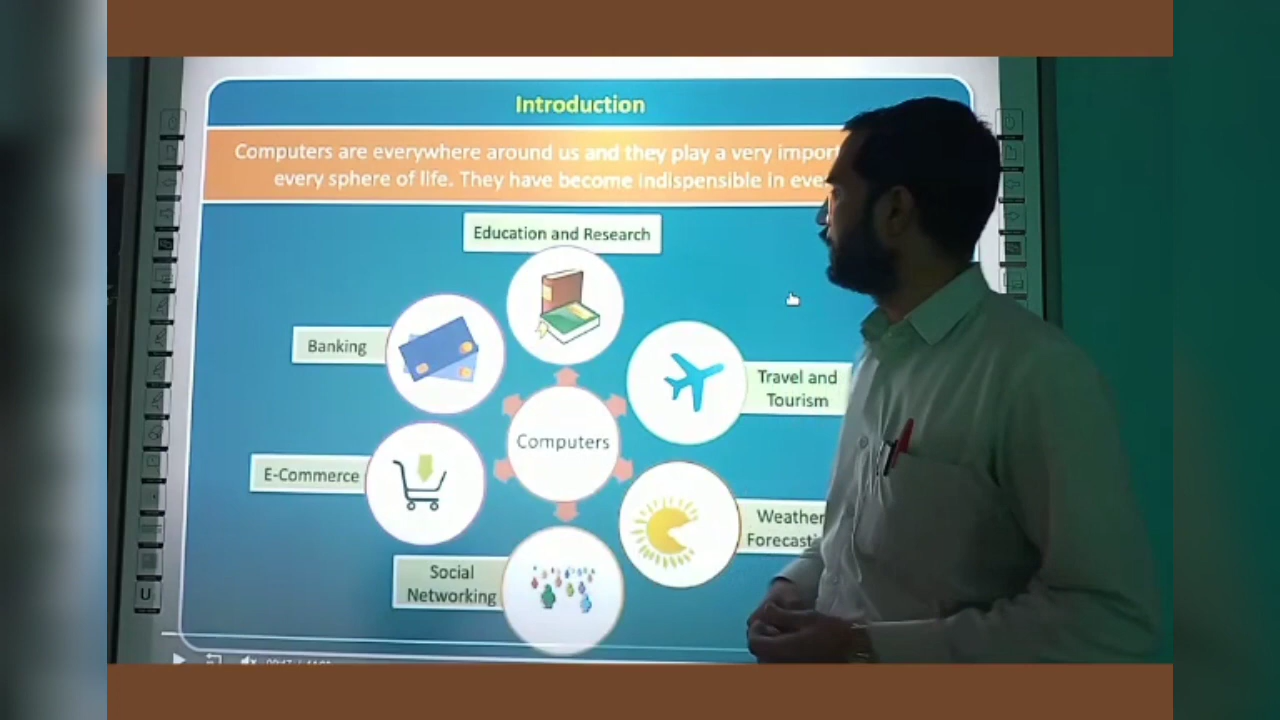 Introduction
Computers are everywhere around us and they play a very
every sphere of life. They have become indispensible in
Education and Research
Banking
Travel and
Tourism
Computers
E-Commerce
Weather
Social
Networking
U